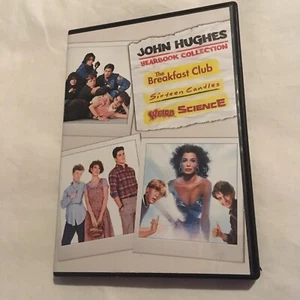 JOHN HUGHES
YEARBOOK COLLECTION
The
Breakfast Club
Sixteen Candles
WEIRD SCIENCE